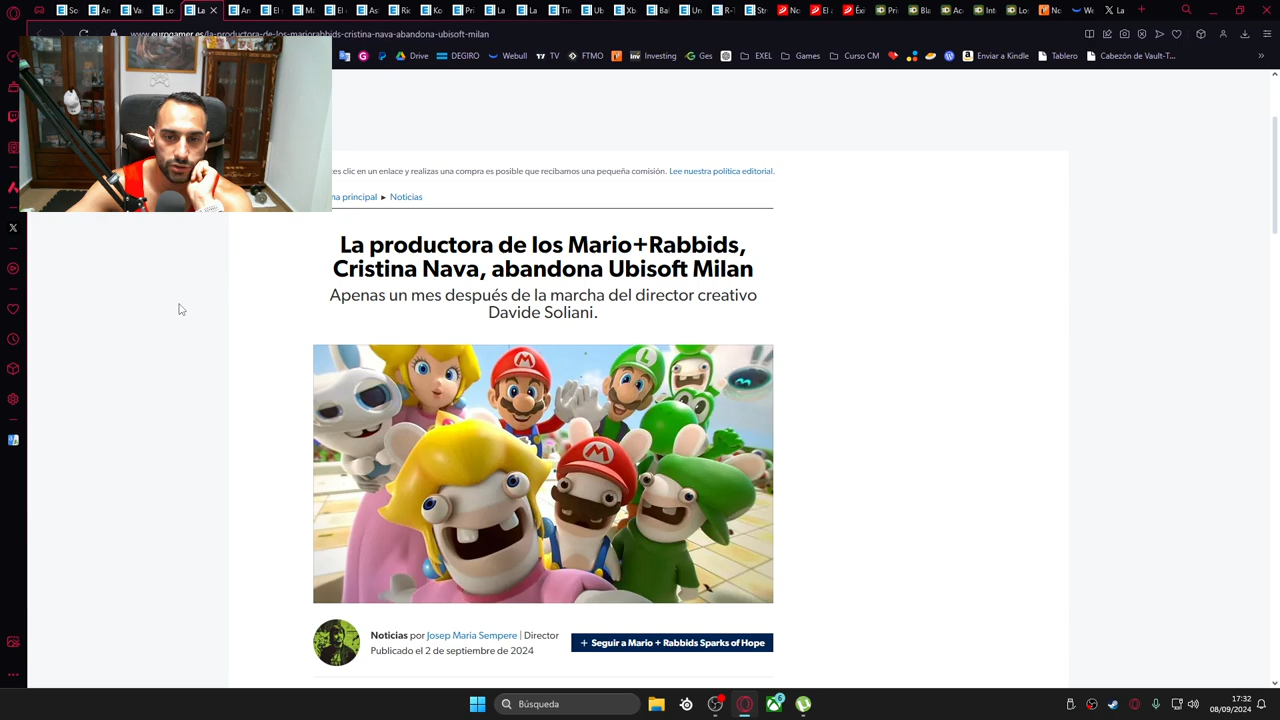 www.eurogamer.es/la-productora-de-los-mariorabbids-cristina-nava-abandona-ubisoft-milan
Drive DEGIRO Webull TV FTMO Investing Ges EXEL Games Curso CM Enviar a Kindle Tablero Cabezón de Vault-T...
clic en un enlace y realizas una compra es posible que recibamos una pequeña comisión. Lee nuestra política editorial.
principal ▸ Noticias
La productora de los Mario+Rabbids,
Cristina Nava, abandona Ubisoft Milan
Apenas un mes después de la marcha del director creativo
Davide Soliani.
Noticias por Josep Maria Sempere | Director
Publicado el 2 de septiembre de 2024
+ Seguir a Mario + Rabbids Sparks of Hope
Búsqueda
6
17:32
08/09/2024